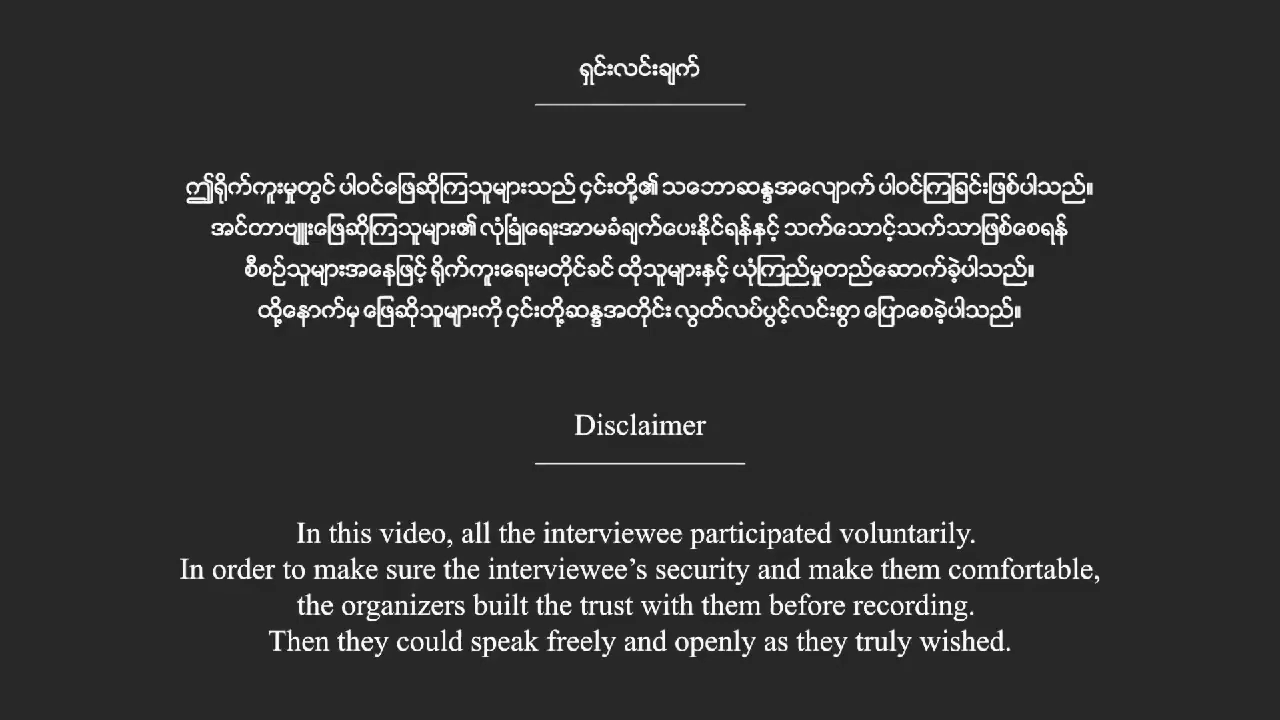 ရှင်းလင်းချက်
ဤရိုက်ကူးမှုတွင် ပါဝင်ဖြေဆိုကြသူများသည် ၄င်းတို့၏ သဘောဆန္ဒအလျောက် ပါဝင်ကြခြင်းဖြစ်ပါသည်။
အင်တာဗျူးဖြေဆိုကြသူများ၏ လုံခြုံရေးအာမခံချက်ပေးနိုင်ရန်နှင့် သက်သောင့်သက်သာဖြစ်စေရန်
စီစဉ်သူများအနေဖြင့် ရိုက်ကူးရေးမတိုင်ခင် ထိုသူများနှင့် ယုံကြည်မှုတည်ဆောက်ခဲ့ပါသည်။
ထို့နောက်မှ ဖြေဆိုသူများကို ၄င်းတို့ဆန္ဒအတိုင်း လွတ်လပ်ပွင့်လင်းစွာ ပြောစေခဲ့ပါသည်။
Disclaimer
In this video, all the interviewee participated voluntarily.
In order to make sure the interviewee’s security and make them comfortable,
the organizers built the trust with them before recording.
Then they could speak freely and openly as they truly wished.